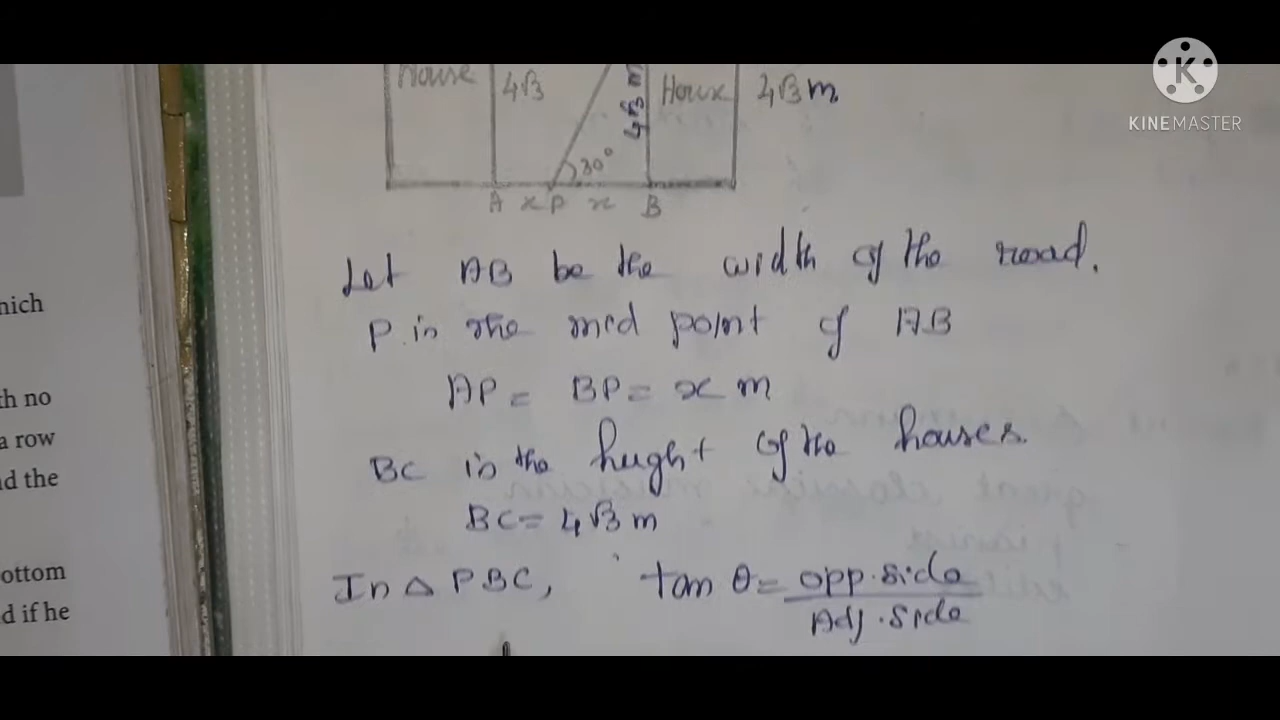 House 4√3 4√3 m House 4√3 m
30°
A x P x B
KINEMASTER
Let AB be the width of the road.
P is the mid point of AB
AP = BP = x m
BC is the height of the houses.
BC = 4√3 m
In △ PBC, tan θ = opp.side
Adj.side
hich
th no
a row
nd the
ottom
d if he